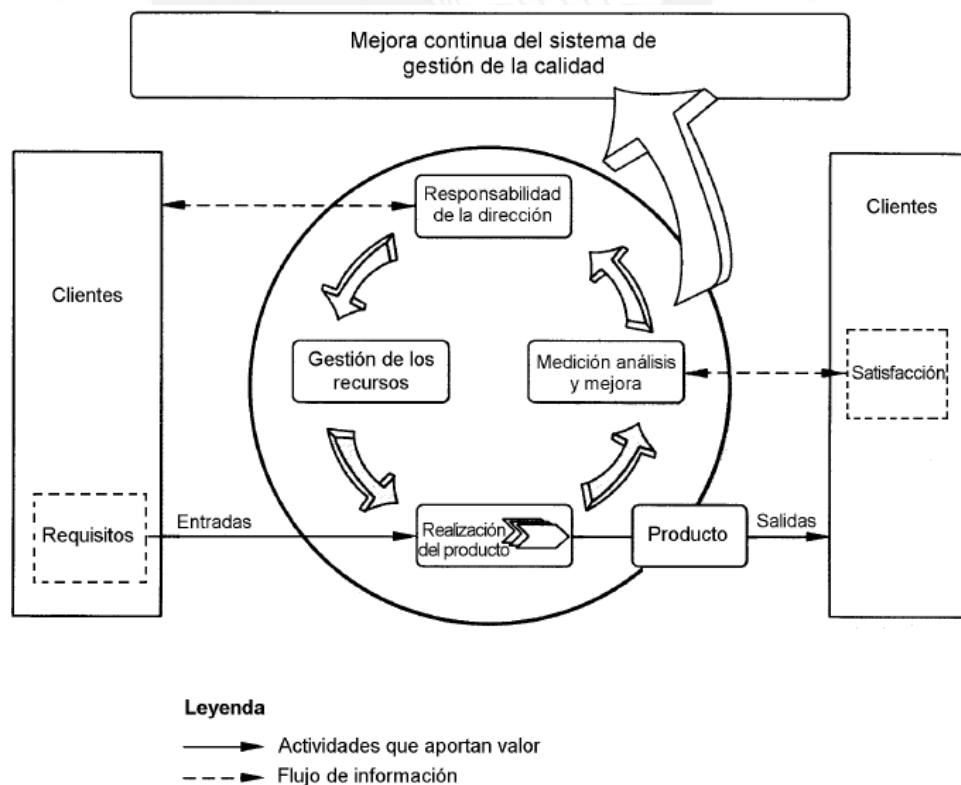 Mejora continua del sistema de
gestión de la calidad
Responsabilidad
de la dirección
Clientes
Clientes
Gestión de los
recursos
Medición análisis
y mejora
Satisfacción
Requisitos
Entradas
Realización
del producto
Producto
Salidas
Leyenda
Actividades que aportan valor
Flujo de información